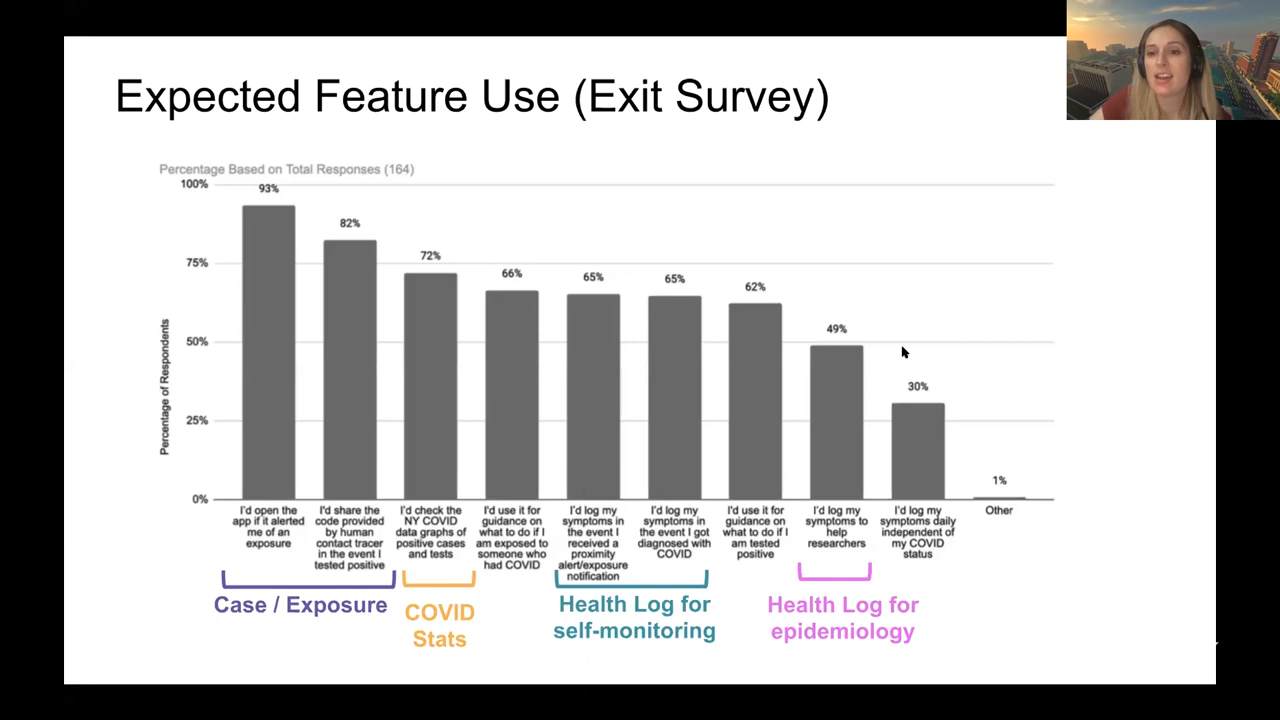 Expected Feature Use (Exit Survey)
Percentage Based on Total Responses (164)
Percentage of Respondents
100%
75%
50%
25%
0%
93%
82%
72%
66%
65%
65%
62%
49%
30%
1%
I'd open the
app if it alerted
me of an
exposure
I'd share the
code provided
by human
contact tracer
in the event I
tested positive
I'd check the
NY COVID
data graphs of
positive cases
and tests
I'd use it for
guidance on
what to do if I
am exposed to
someone who
had COVID
I'd log my
symptoms in
the event I
received a
proximity
alert/exposure
notification
I'd log my
symptoms in
the event I got
diagnosed with
COVID
I'd use it for
guidance on
what to do if I
am tested
positive
I'd log my
symptoms to
help
researchers
I'd log my
symptoms daily
independent of
my COVID
status
Other
Case / Exposure
COVID
Stats
Health Log for
self-monitoring
Health Log for
epidemiology